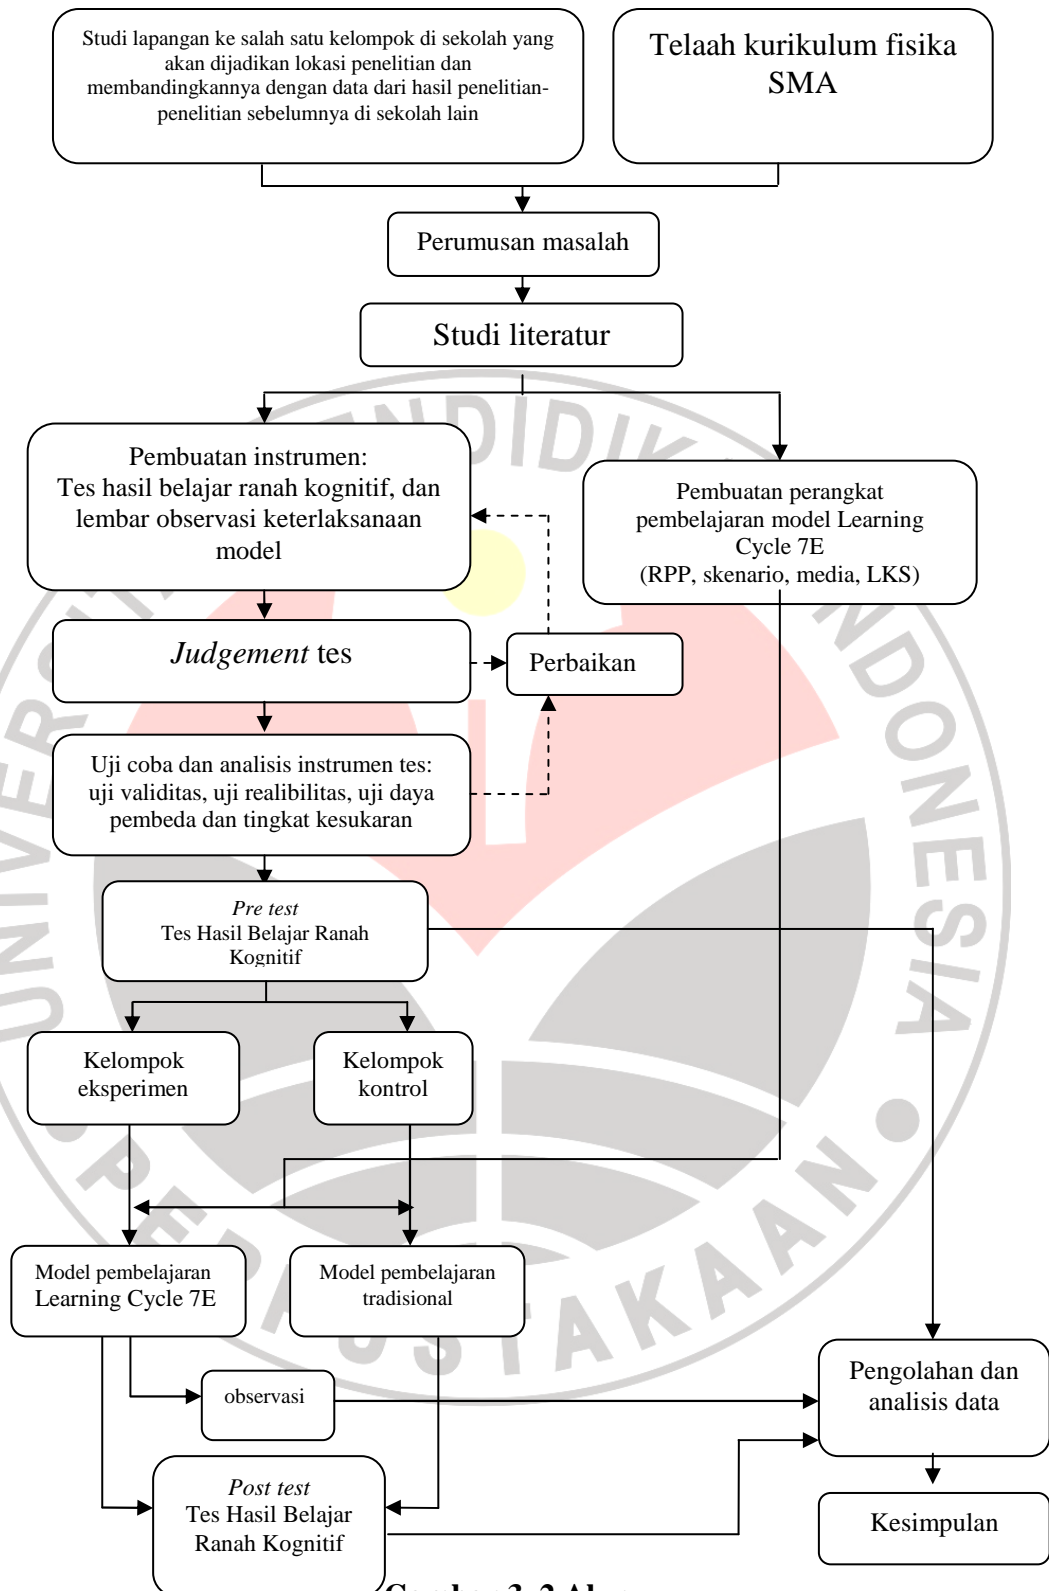 Studi lapangan ke salah satu kelompok di sekolah yang
akan dijadikan lokasi penelitian dan
membandingkannya dengan data dari hasil penelitian-
penelitian sebelumnya di sekolah lain
Telaah kurikulum fisika
SMA
Perumusan masalah
Studi literatur
Pembuatan instrumen:
Tes hasil belajar ranah kognitif, dan
lembar observasi keterlaksanaan
model
Pembuatan perangkat
pembelajaran model Learning
Cycle 7E
(RPP, skenario, media, LKS)
Judgement tes
Perbaikan
Uji coba dan analisis instrumen tes:
uji validitas, uji realibilitas, uji daya
pembeda dan tingkat kesukaran
Pre test
Tes Hasil Belajar Ranah
Kognitif
Kelompok
eksperimen
Kelompok
kontrol
Model pembelajaran
Learning Cycle 7E
Model pembelajaran
tradisional
observasi
Pengolahan dan
analisis data
Post test
Tes Hasil Belajar
Ranah Kognitif
Kesimpulan